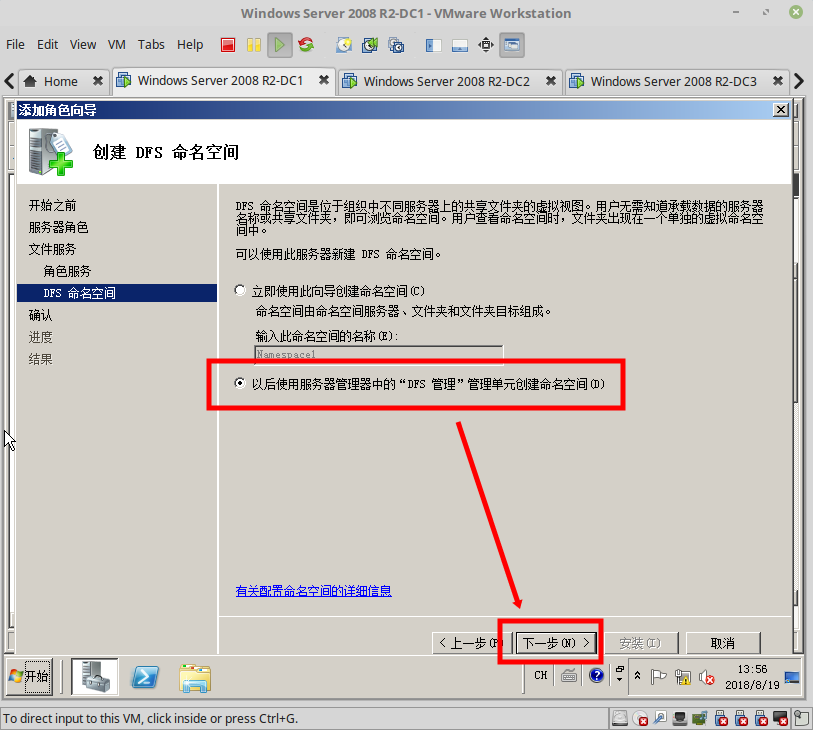 Windows Server 2008 R2-DC1 - VMware Workstation
File Edit View VM Tabs Help
Home Windows Server 2008 R2-DC1 Windows Server 2008 R2-DC2 Windows Server 2008 R2-DC3
添加角色向导
创建 DFS 命名空间
开始之前
服务器角色
文件服务
角色服务
DFS 命名空间
确认
进度
结果
DFS 命名空间是位于组织中不同服务器上的共享文件夹的虚拟视图。用户无需知道承载数据的服务器
名称或共享文件夹，即可浏览命名空间。用户查看命名空间时，文件夹出现在一个单独的虚拟命名空
间中。
可以使用此服务器新建 DFS 命名空间。
立即使用此向导创建命名空间(C)
命名空间由命名空间服务器、文件夹和文件夹目标组成。
输入此命名空间的名称(E):
Namespace1
以后使用服务器管理器中的“DFS 管理”管理单元创建命名空间(D)
有关配置命名空间的详细信息
< 上一步(P) 下一步(N) > 安装(I) 取消
开始 CH 13:56
2018/8/19
To direct input to this VM, click inside or press Ctrl+G.